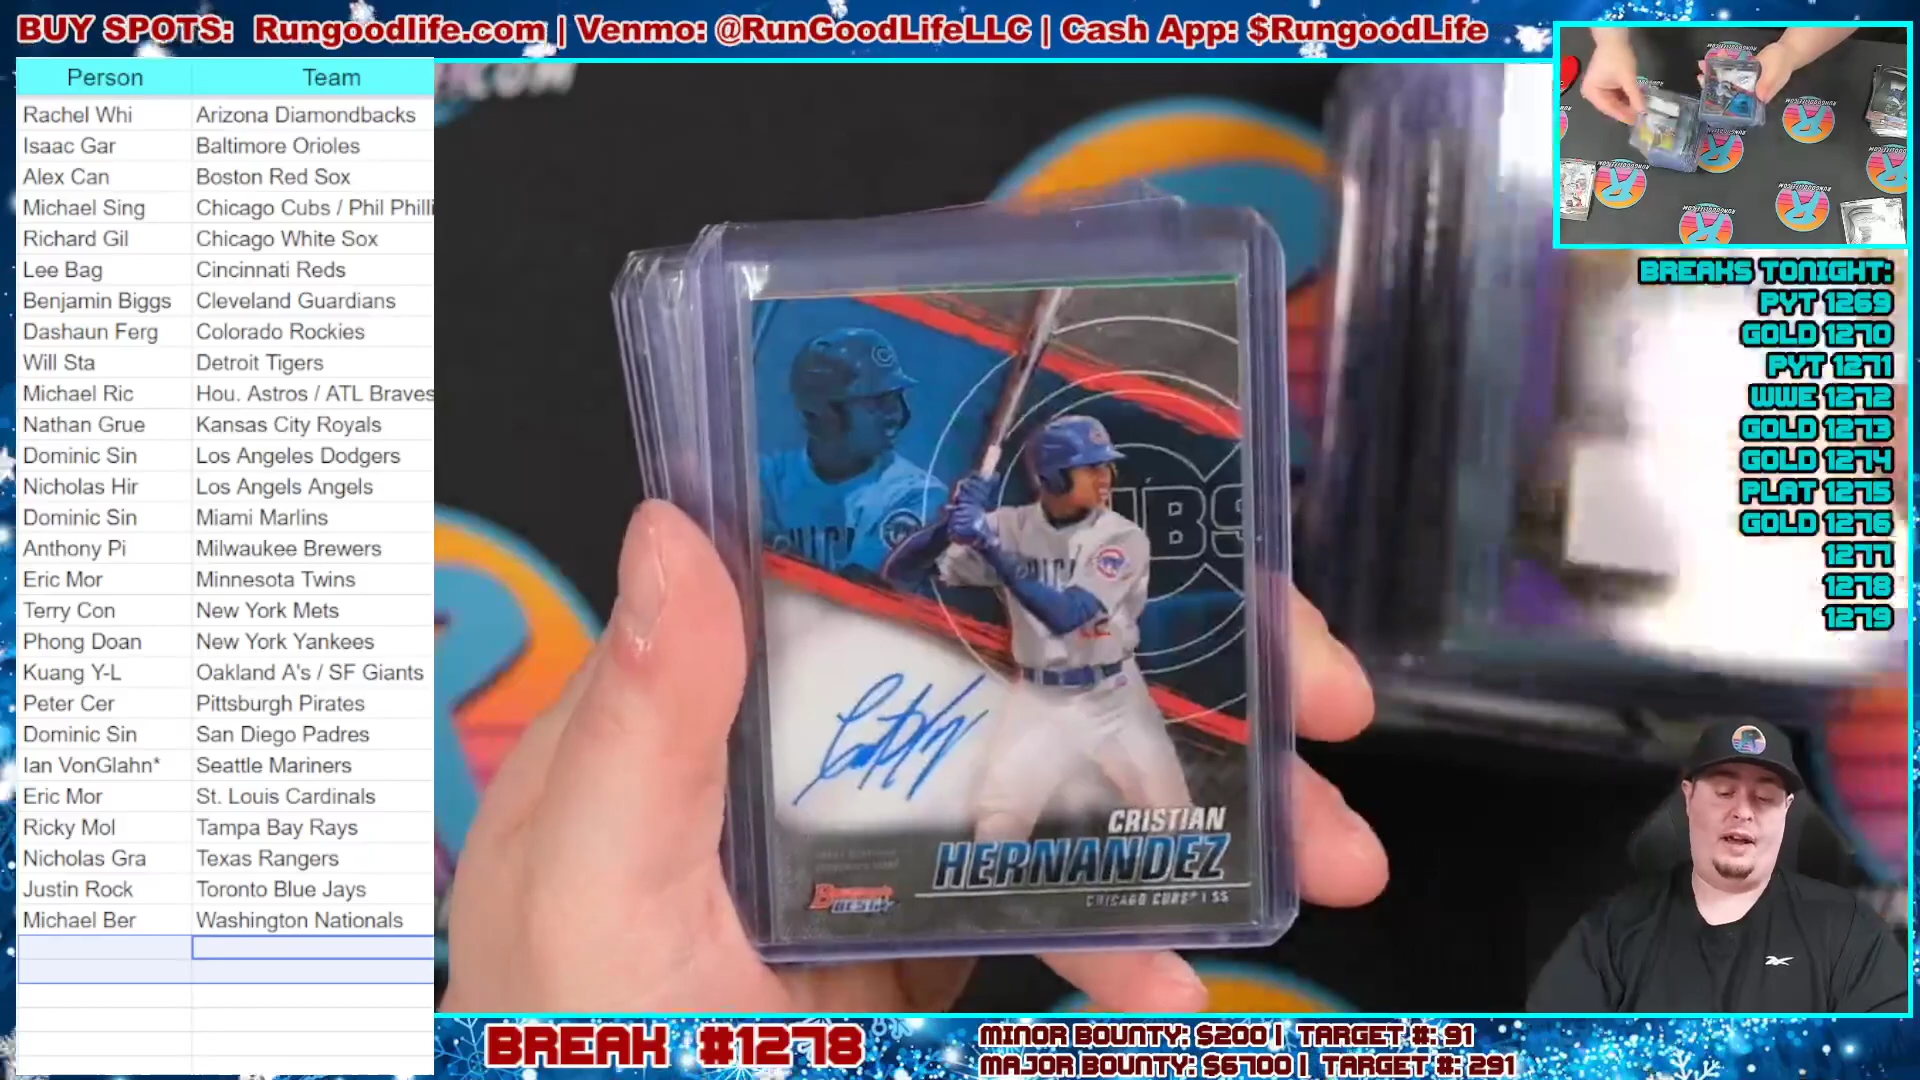 BUY SPOTS: Rungoodlife.com | Venmo: @RunGoodLifeLLC | Cash App: $RungoodLife
Person Team
Rachel Whi Arizona Diamondbacks
Isaac Gar Baltimore Orioles
Alex Can Boston Red Sox
Michael Sing Chicago Cubs / Phil Philli
Richard Gil Chicago White Sox
Lee Bag Cincinnati Reds
Benjamin Biggs Cleveland Guardians
Dashaun Ferg Colorado Rockies
Will Sta Detroit Tigers
Michael Ric Hou. Astros / ATL Braves
Nathan Grue Kansas City Royals
Dominic Sin Los Angeles Dodgers
Nicholas Hir Los Angels Angels
Dominic Sin Miami Marlins
Anthony Pi Milwaukee Brewers
Eric Mor Minnesota Twins
Terry Con New York Mets
Phong Doan New York Yankees
Kuang Y-L Oakland A's / SF Giants
Peter Cer Pittsburgh Pirates
Dominic Sin San Diego Padres
Ian VonGlahn* Seattle Mariners
Eric Mor St. Louis Cardinals
Ricky Mol Tampa Bay Rays
Nicholas Gra Texas Rangers
Justin Rock Toronto Blue Jays
Michael Ber Washington Nationals
UBS
CRISTIAN
HERNANDEZ
CHICAGO CUBS | SS
Bowman's
BEST
BREAKS TONIGHT:
PYT 1269
GOLD 1270
PYT 1271
WWE 1272
GOLD 1273
GOLD 1274
PLAT 1275
GOLD 1276
1277
1278
1279
BREAK #1278
MINOR BOUNTY: $200 | TARGET #: 91
MAJOR BOUNTY: $6700 | TARGET #: 291